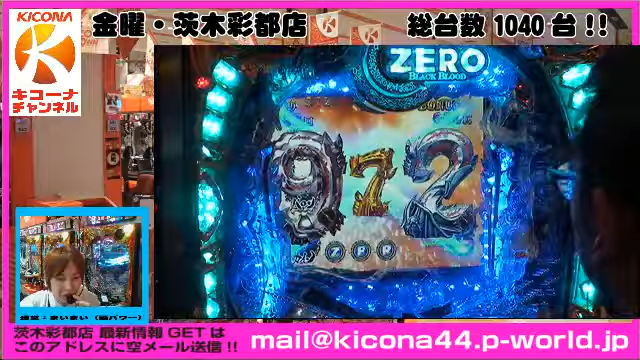 KICONA
金曜・茨木彩都店
総台数 1040 台 !!
キコーナ
チャンネル
ZERO
BLACK BLOOD
972
Z P R
茨木彩都店 最新情報 GET は
このアドレスに空メール送信 !!
mail@kicona44.p-world.jp